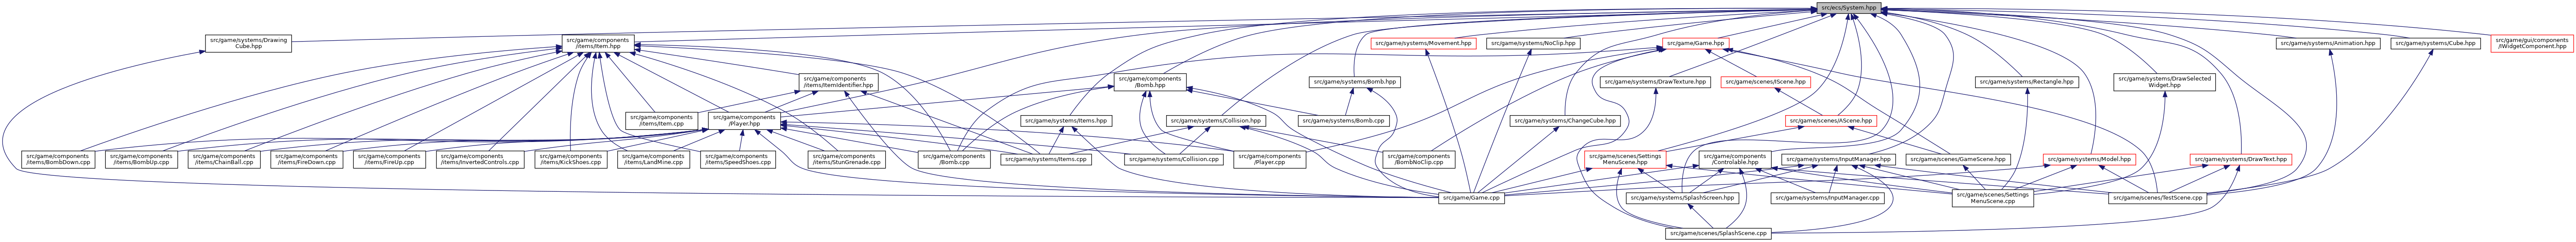 src/ecs/System.hpp
src/game/systems/Drawing
Cube.hpp
src/game/components
/items/Item.hpp
src/game/systems/Movement.hpp
src/game/systems/NoClip.hpp
src/game/Game.hpp
src/game/systems/Animation.hpp
src/game/systems/Cube.hpp
src/game/gui/components
/IWidgetComponent.hpp
src/game/components
/items/ItemIdentifier.hpp
src/game/components
/Bomb.hpp
src/game/systems/Bomb.hpp
src/game/systems/DrawTexture.hpp
src/game/scenes/IScene.hpp
src/game/systems/Rectangle.hpp
src/game/systems/DrawSelected
Widget.hpp
src/game/components
/items/Item.cpp
src/game/components
/Player.hpp
src/game/systems/Items.hpp
src/game/systems/Collision.hpp
src/game/systems/Bomb.cpp
src/game/systems/ChangeCube.hpp
src/game/scenes/AScene.hpp
src/game/components
/items/BombDown.cpp
src/game/components
/items/BombUp.cpp
src/game/components
/items/ChainBall.cpp
src/game/components
/items/FireDown.cpp
src/game/components
/items/FireUp.cpp
src/game/components
/items/InvertedControls.cpp
src/game/components
/items/KickShoes.cpp
src/game/components
/items/LandMine.cpp
src/game/components
/items/SpeedShoes.cpp
src/game/components
/items/StunGrenade.cpp
src/game/components
/Bomb.cpp
src/game/systems/Items.cpp
src/game/systems/Collision.cpp
src/game/components
/Player.cpp
src/game/components
/BombNoClip.cpp
src/game/scenes/Settings
MenuScene.hpp
src/game/components
/Controlable.hpp
src/game/systems/InputManager.hpp
src/game/scenes/GameScene.hpp
src/game/systems/Model.hpp
src/game/systems/DrawText.hpp
src/game/Game.cpp
src/game/systems/SplashScreen.hpp
src/game/systems/InputManager.cpp
src/game/scenes/Settings
MenuScene.cpp
src/game/scenes/TestScene.cpp
src/game/scenes/SplashScene.cpp